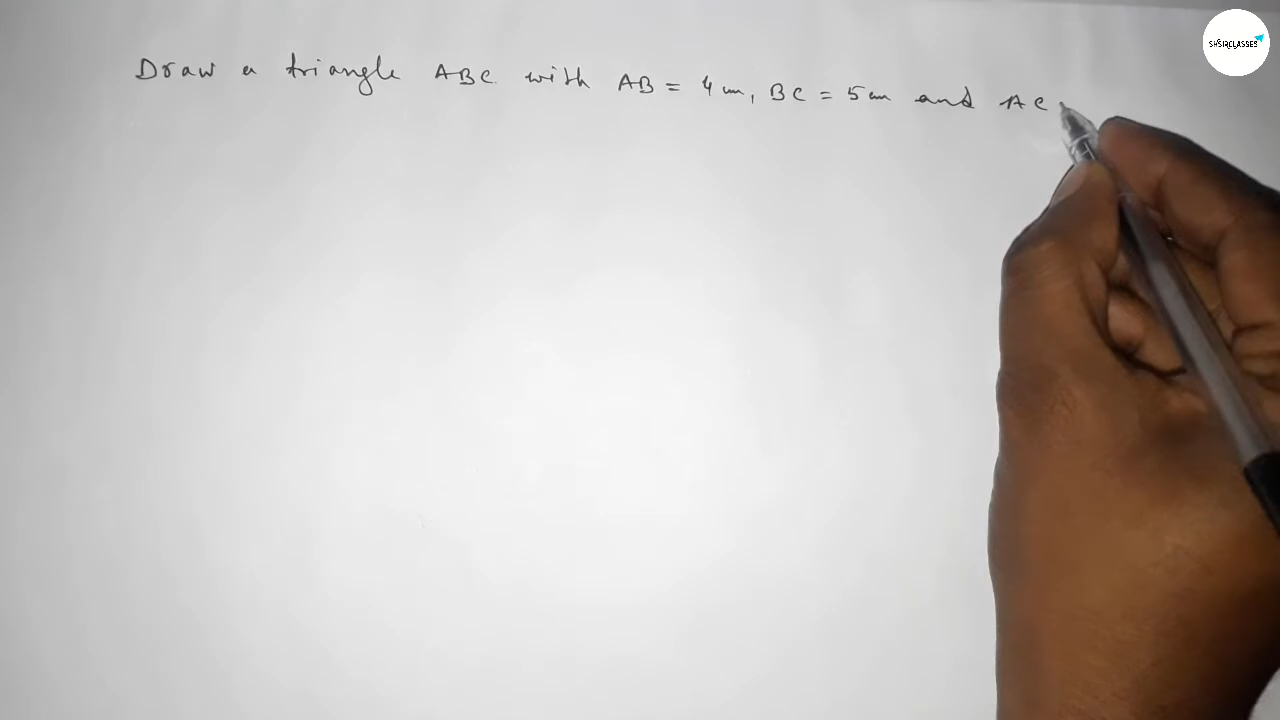 Draw a triangle ABC with AB = 4 cm, BC = 5 cm and AC
SHSIRCLASSES